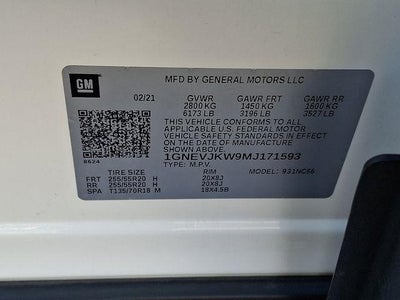 GM
MFD BY GENERAL MOTORS LLC
02/21 GVWR GAWR FRT GAWR RR
2800 KG 1450 KG 1600 KG
6173 LB 3196 LB 3527 LB
THIS VEHICLE CONFORMS TO ALL
APPLICABLE U.S. FEDERAL MOTOR
VEHICLE SAFETY STANDARDS IN EFFECT
ON THE DATE OF MANUFACTURE
SHOWN ABOVE.
1GNEVJKW9MJ171593
TYPE: M.P.V. MODEL: 931NC56
8624
TIRE SIZE RIM
FRT 255/55R20 H 20X8J
RR 255/55R20 H 20X8J
SPA T135/70R18 M 18X4.5B